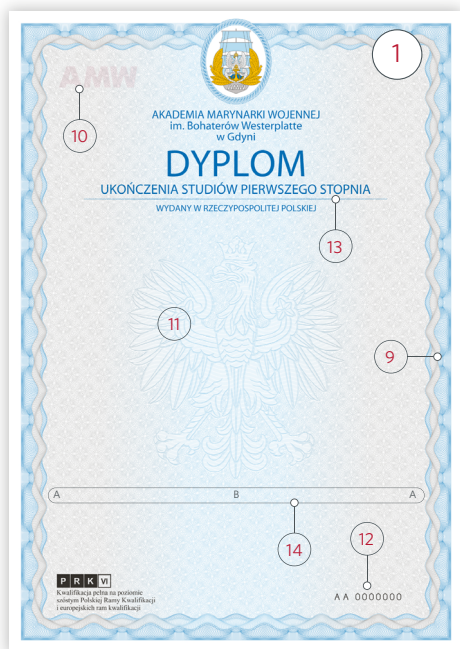 1
AMW
10
AKADEMIA MARYNARKI WOJENNEJ
im. Bohaterów Westerplatte
w Gdyni
DYPLOM
UKOŃCZENIA STUDIÓW PIERWSZEGO STOPNIA
WYDANY W RZECZYPOSPOLITEJ POLSKIEJ
13
11
9
A B A
14
12
P R K VI
Kwalifikacja pełna na poziomie
szóstym Polskiej Ramy Kwalifikacji
i europejskich ram kwalifikacji
AA 0000000